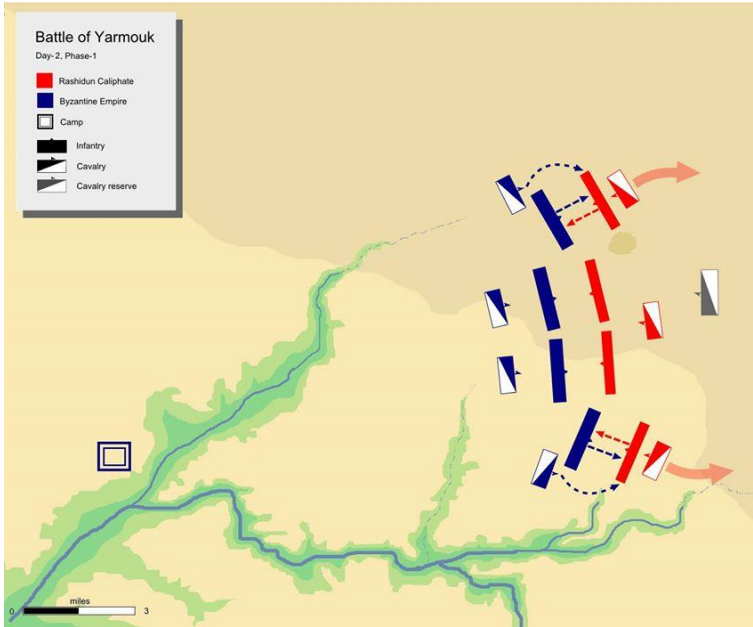 Battle of Yarmouk
Day-2, Phase-1
Rashidun Caliphate
Byzantine Empire
Camp
Infantry
Cavalry
Cavalry reserve
miles
0 3